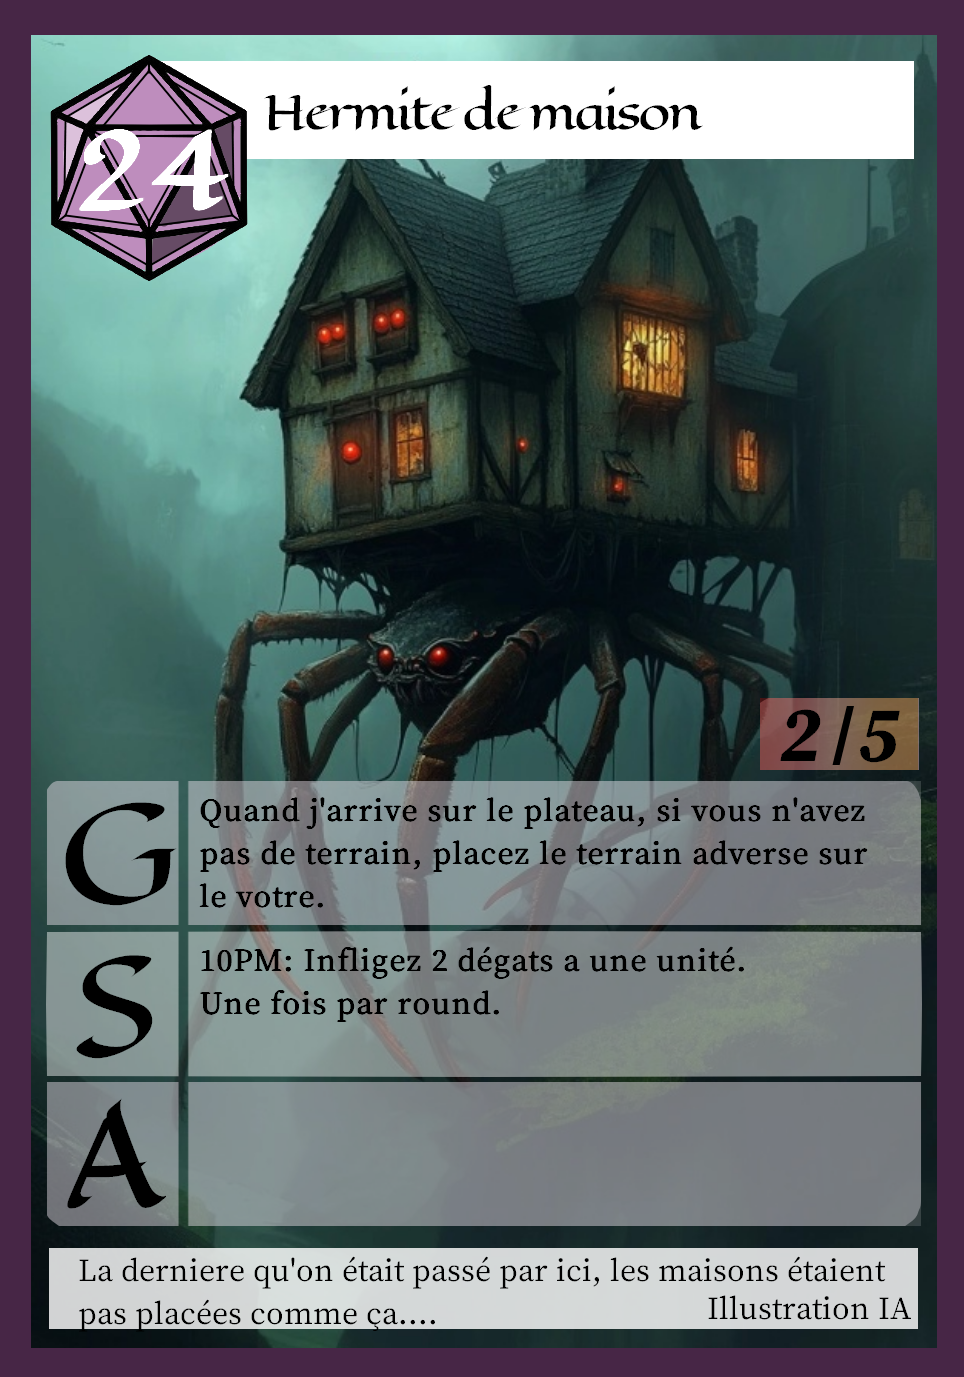 24
Hermite de maison
2/5
G
Quand j'arrive sur le plateau, si vous n'avez
pas de terrain, placez le terrain adverse sur
le votre.
S
10PM: Infligez 2 dégats a une unité.
Une fois par round.
A
La derniere qu'on était passé par ici, les maisons étaient
pas placées comme ça....
Illustration IA